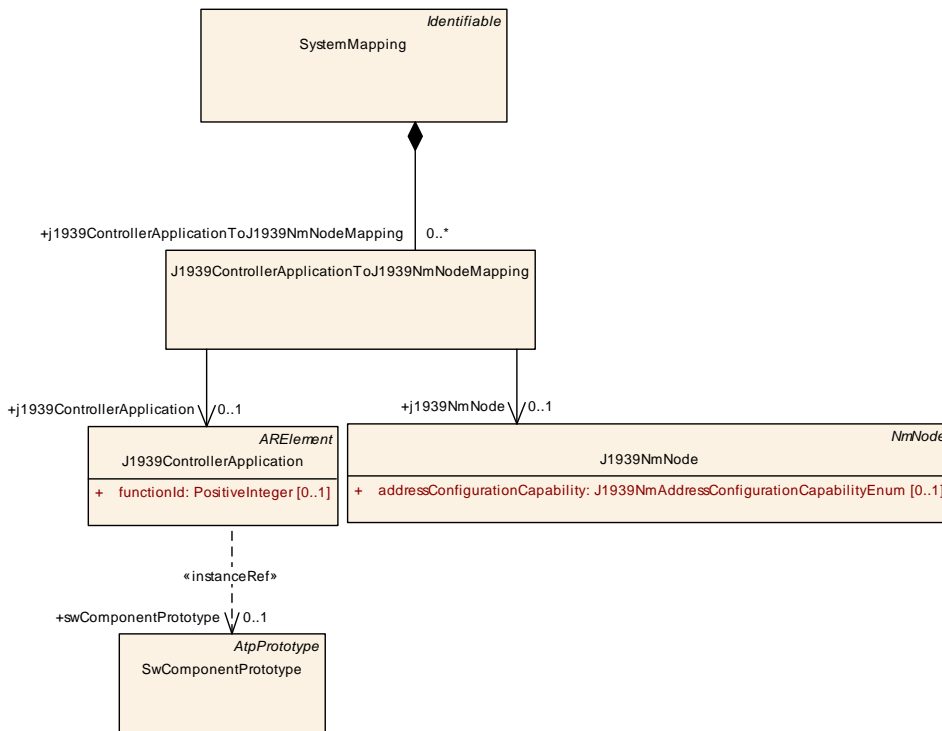 Identifiable
SystemMapping
+j1939ControllerApplicationToJ1939NmNodeMapping 0..*
J1939ControllerApplicationToJ1939NmNodeMapping
+j1939ControllerApplication 0..1
+j1939NmNode 0..1
ARElement
J1939ControllerApplication
+ functionId: PositiveInteger [0..1]
NmNode
J1939NmNode
+ addressConfigurationCapability: J1939NmAddressConfigurationCapabilityEnum [0..1]
«instanceRef»
+swComponentPrototype 0..1
AtpPrototype
SwComponentPrototype